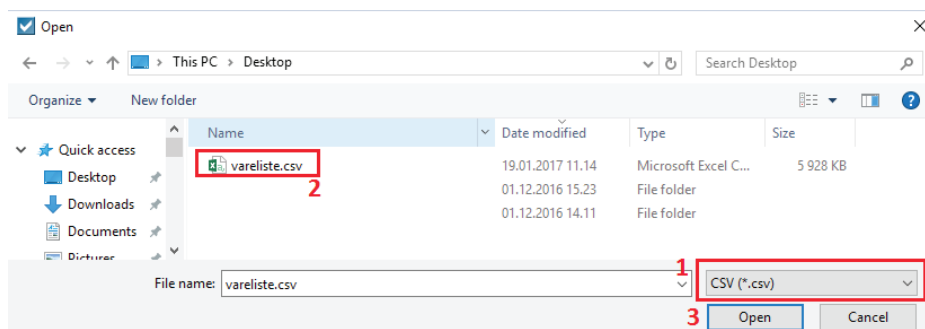 Open
This PC > Desktop
Search Desktop
Organize
New folder
Name
Date modified
Type
Size
Quick access
Desktop
Downloads
Documents
Pictures
vareliste.csv
19.01.2017 11.14
Microsoft Excel C...
5 928 KB
2
01.12.2016 15.23
File folder
01.12.2016 14.11
File folder
1
File name:
vareliste.csv
CSV (*.csv)
3
Open
Cancel